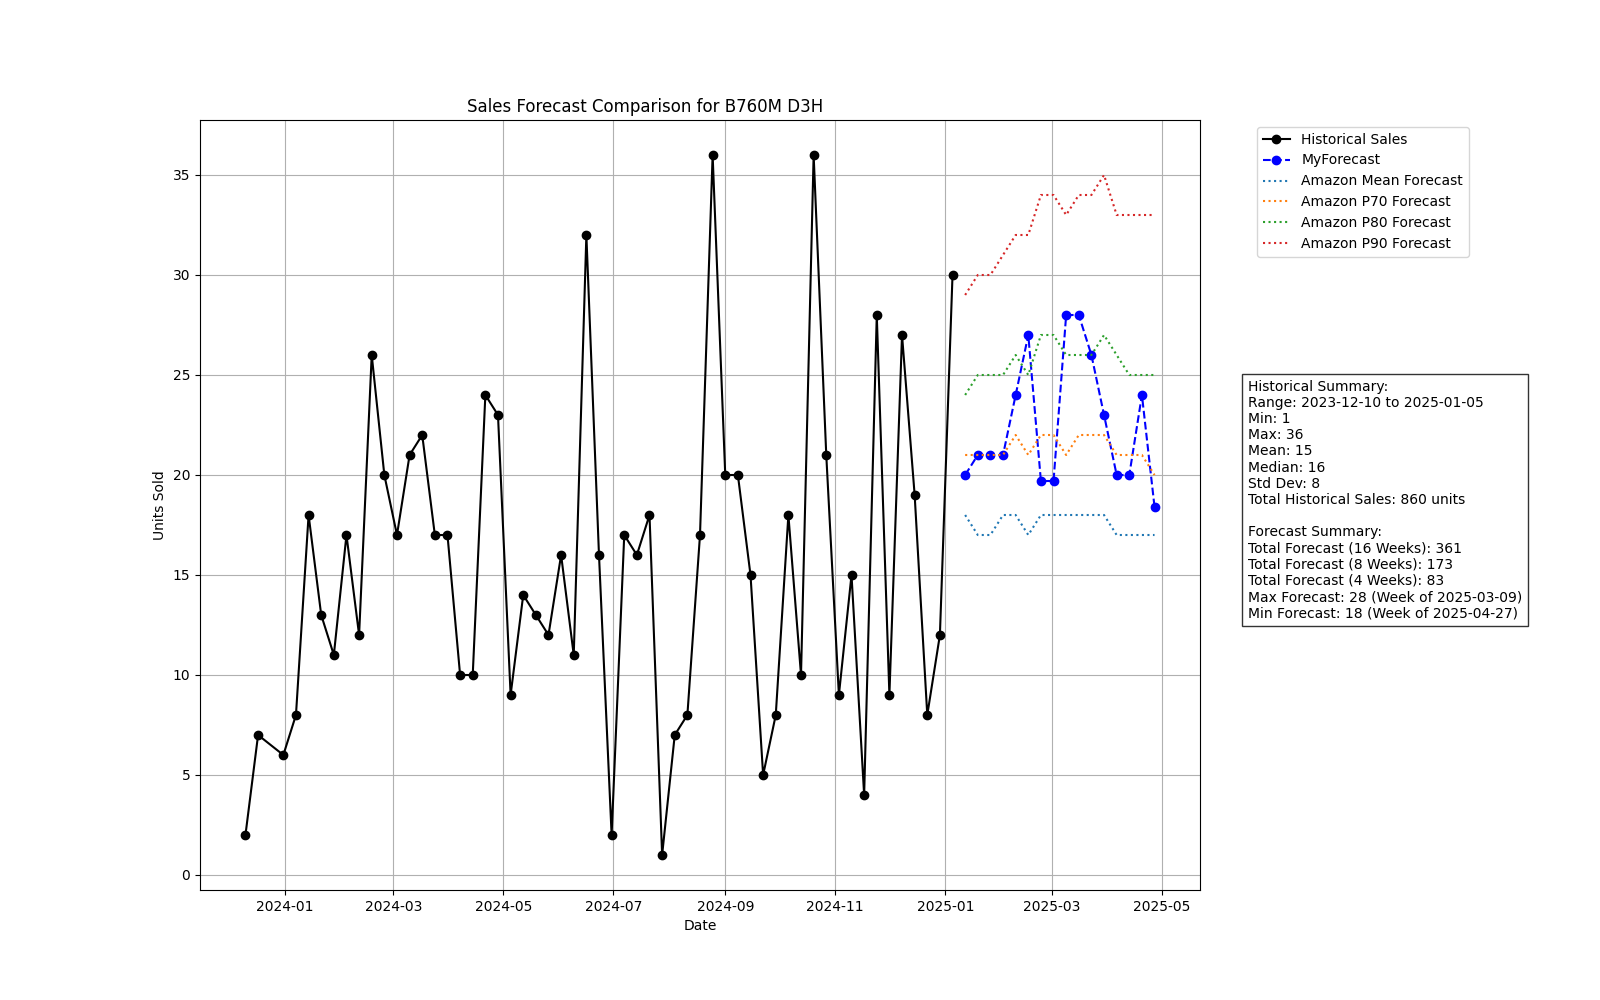 Sales Forecast Comparison for B760M D3H
Units Sold
35
30
25
20
15
10
5
0
2024-01
2024-03
2024-05
2024-07
2024-09
2024-11
2025-01
2025-03
2025-05
Date
Historical Sales
MyForecast
Amazon Mean Forecast
Amazon P70 Forecast
Amazon P80 Forecast
Amazon P90 Forecast
Historical Summary:
Range: 2023-12-10 to 2025-01-05
Min: 1
Max: 36
Mean: 15
Median: 16
Std Dev: 8
Total Historical Sales: 860 units
Forecast Summary:
Total Forecast (16 Weeks): 361
Total Forecast (8 Weeks): 173
Total Forecast (4 Weeks): 83
Max Forecast: 28 (Week of 2025-03-09)
Min Forecast: 18 (Week of 2025-04-27)